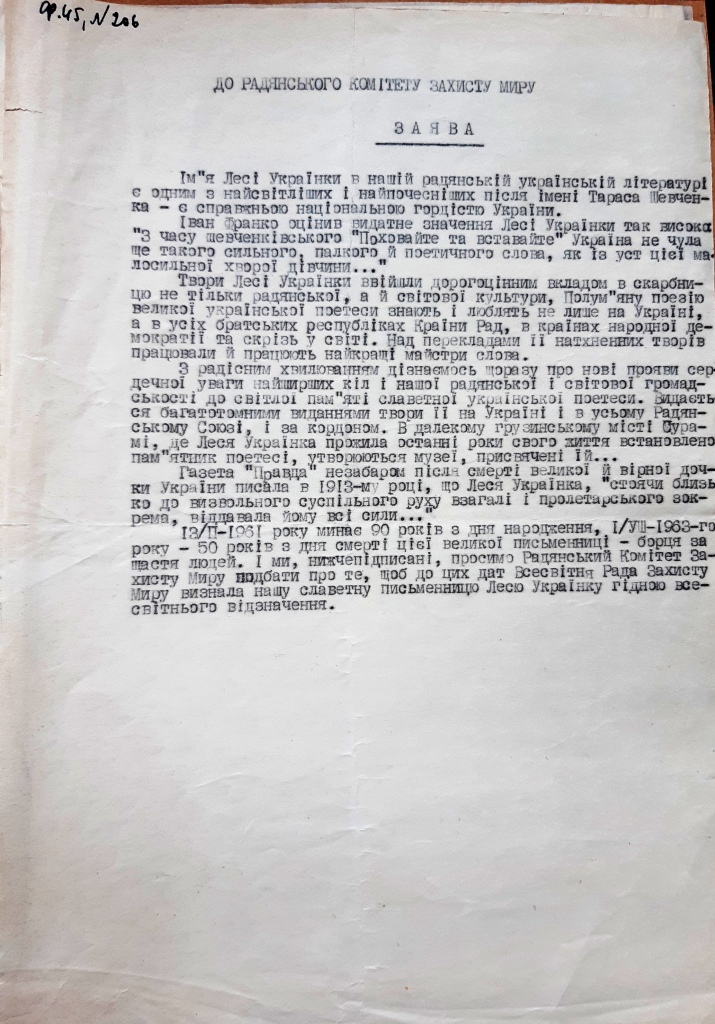 ф.45, N 206
ДО РАДЯНСЬКОГО КОМІТЕТУ ЗАХИСТУ МИРУ
ЗАЯВА
Ім"я Лесі Українки в нашій радянській українській літературі
є одним з найсвітліших і найпочесніших після імені Тараса Шевчен-
ка – є справжньою національною гордістю України.
Іван Франко оцінив видатне значення Лесі Українки так високо:
"З часу шевченківського "Поховайте та вставайте" Україна не чула
ще такого сильного, палкого й поетичного слова, як із уст цієї ма-
лосильної хворої дівчини..."
Твори Лесі Українки ввійшли дорогоцінним вкладом в скарбни-
цю не тільки радянської, а й світової культури, Полум"яну поезію
великої української поетеси знають і люблять не лише на Україні,
а в усіх братських республіках Країни Рад, в країнах народної де-
мократії та скрізь у світі. Над перекладами її натхненних творів
працювали й працюють найкращі майстри слова.
З радісним хвилюванням дізнаємось щоразу про нові прояви сер-
дечної уваги найширших кіл і нашої радянської і світової громад-
ськості до світлої пам"яті славетної української поетеси. Видаєть-
ся багатотомними виданнями твори її на Україні і в усьому Радян-
ському Союзі, і за кордоном. В далекому грузинському місті Сура-
мі, де Леся Українка прожила останні роки свого життя встановлено
пам"ятник поетесі, утворюються музеї, присвячені їй...
Газета "Правда" незабаром після смерті великої й вірної доч-
ки України писала в 1913-му році, що Леся Українка, "стоячи близь-
ко до визвольного суспільного руху взагалі і пролетарського зок-
рема, віддавала йому всі сили..."
13/П-1961 року минає 90 років з дня народження, І/УШ-1963-го
року – 50 років з дня смерті цієї великої письменниці – борця за
щастя людей. І ми, нижчепідписані, просимо Радянський Комітет За-
хисту Миру подбати про те, щоб до цих дат Всесвітня Рада Захисту
Миру визнала нашу славетну письменницю Лесю Українку гідною все-
світнього відзначення.